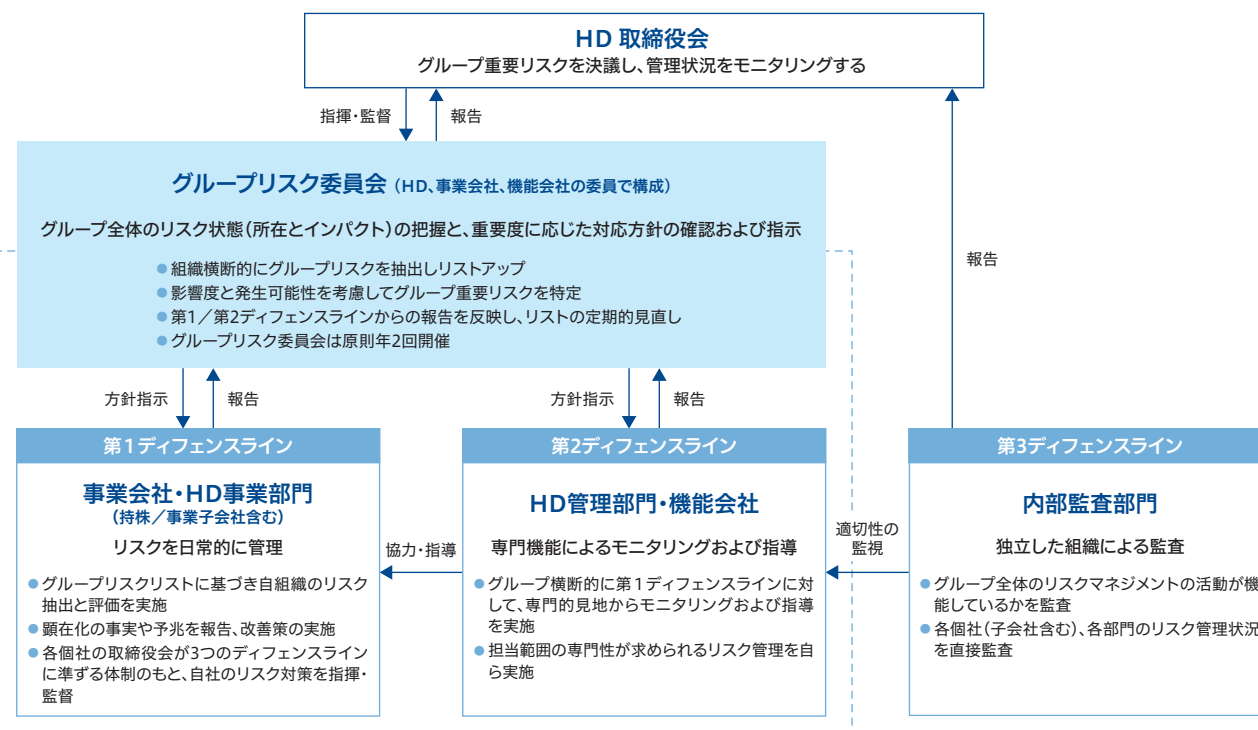 HD 取締役会
グループ重要リスクを決議し、管理状況をモニタリングする
指揮・監督
報告
グループリスク委員会（HD、事業会社、機能会社の委員で構成）
グループ全体のリスク状態（所在とインパクト）の把握と、重要度に応じた対応方針の確認および指示
●組織横断的にグループリスクを抽出しリストアップ
●影響度と発生可能性を考慮してグループ重要リスクを特定
●第1／第2ディフェンスラインからの報告を反映し、リストの定期的見直し
●グループリスク委員会は原則年2回開催
報告
方針指示
報告
方針指示
報告
第1ディフェンスライン
事業会社・HD事業部門
（持株／事業子会社含む）
リスクを日常的に管理
●グループリスクリストに基づき自組織のリスク
抽出と評価を実施
●顕在化の事実や予兆を報告、改善策の実施
●各個社の取締役会が3つのディフェンスライン
に準ずる体制のもと、自社のリスク対策を指揮・
監督
協力・指導
第2ディフェンスライン
HD管理部門・機能会社
専門機能によるモニタリングおよび指導
●グループ横断的に第1ディフェンスラインに対
して、専門的見地からモニタリングおよび指導
を実施
●担当範囲の専門性が求められるリスク管理を自
ら実施
適切性の
監視
第3ディフェンスライン
内部監査部門
独立した組織による監査
●グループ全体のリスクマネジメントの活動が機
能しているかを監査
●各個社（子会社含む）、各部門のリスク管理状況
を直接監査